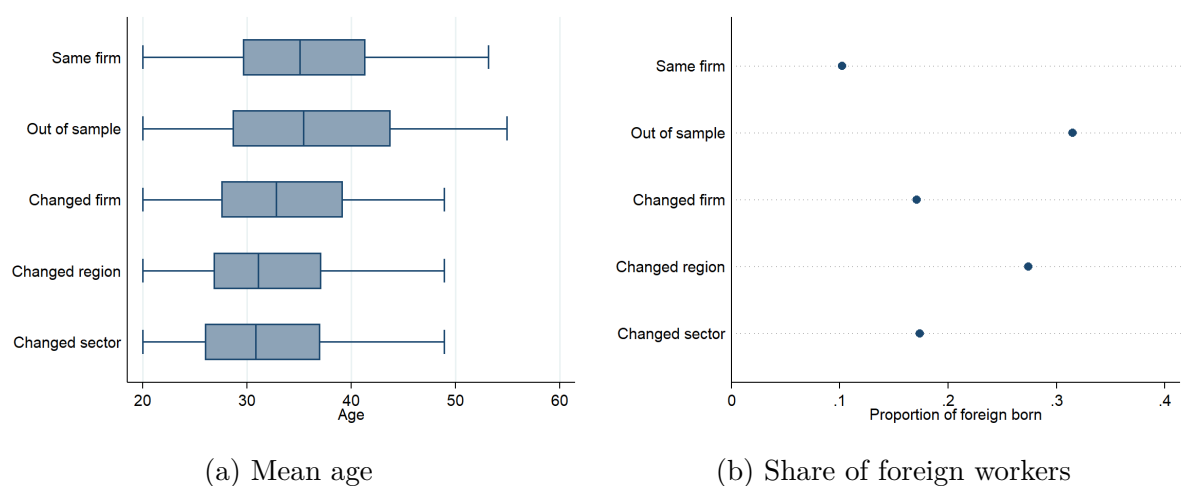 Same firm
Out of sample
Changed firm
Changed region
Changed sector
20 30 40 50 60
Age
(a) Mean age
Same firm
Out of sample
Changed firm
Changed region
Changed sector
0 .1 .2 .3 .4
Proportion of foreign born
(b) Share of foreign workers